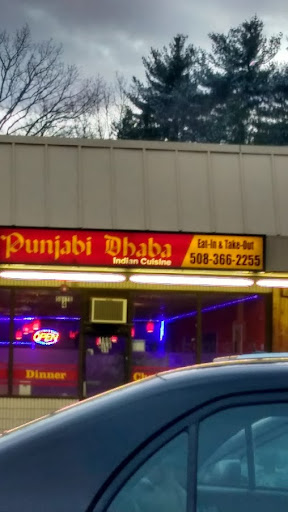 Punjabi Dhaba
Indian Cuisine
Eat-In & Take-Out
508-366-2255
OPEN
Dinner